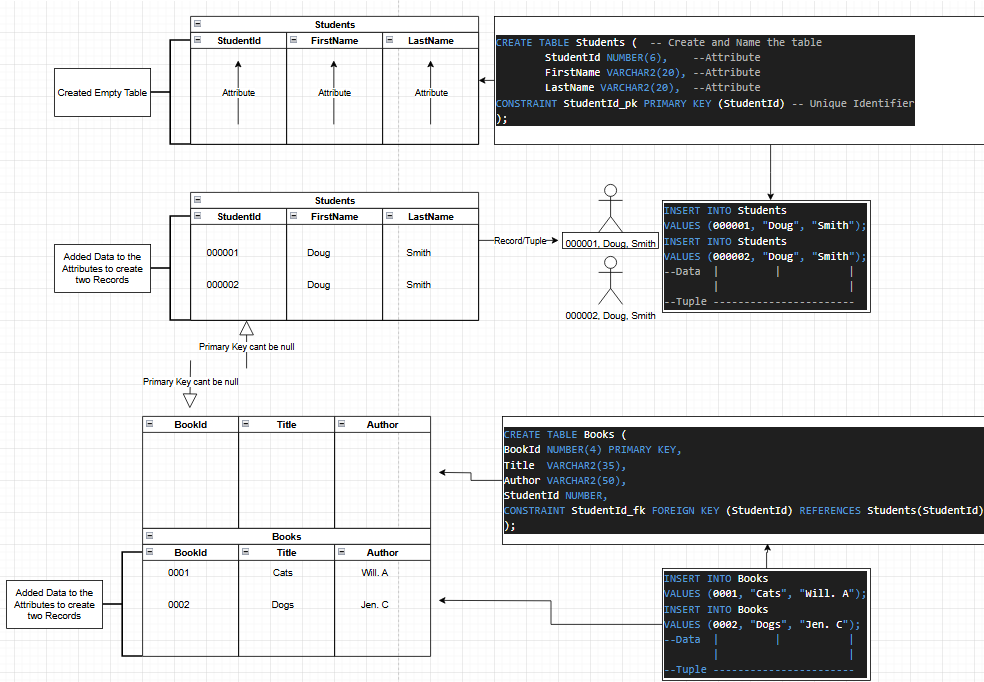 Students
StudentId FirstName LastName
Attribute Attribute Attribute
Created Empty Table
CREATE TABLE Students (  -- Create and Name the table
StudentId NUMBER(6),    --Attribute
FirstName VARCHAR2(20), --Attribute
LastName VARCHAR2(20),  --Attribute
CONSTRAINT StudentId_pk PRIMARY KEY (StudentId) -- Unique Identifier
);
Students
StudentId FirstName LastName
000001 Doug Smith
000002 Doug Smith
Added Data to the
Attributes to create
two Records
Record/Tuple
000001, Doug, Smith
000002, Doug, Smith
INSERT INTO Students
VALUES (000001, "Doug", "Smith");
INSERT INTO Students
VALUES (000002, "Doug", "Smith");
--Data  |         |           |
|                     |
--Tuple -----------------------
Primary Key cant be null
Primary Key cant be null
BookId Title Author
CREATE TABLE Books (
BookId NUMBER(4) PRIMARY KEY,
Title  VARCHAR2(35),
Author VARCHAR2(50),
StudentId NUMBER,
CONSTRAINT StudentId_fk FOREIGN KEY (StudentId) REFERENCES Students(StudentId)
);
Books
BookId Title Author
0001 Cats Will. A
0002 Dogs Jen. C
Added Data to the
Attributes to create
two Records
INSERT INTO Books
VALUES (0001, "Cats", "Will. A");
INSERT INTO Books
VALUES (0002, "Dogs", "Jen. C");
--Data  |         |           |
|                     |
--Tuple -----------------------